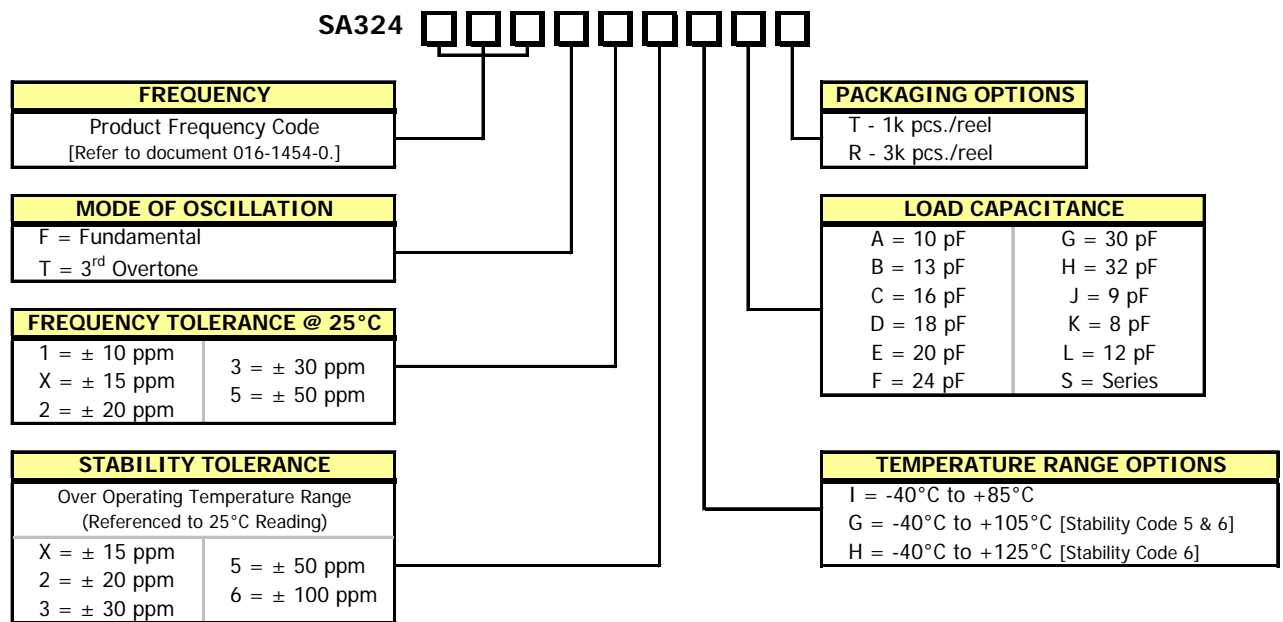 SA324
FREQUENCY
Product Frequency Code
[Refer to document 016-1454-0.]
MODE OF OSCILLATION
F = Fundamental
T = 3rd Overtone
FREQUENCY TOLERANCE @ 25°C
1 = ± 10 ppm
X = ± 15 ppm
2 = ± 20 ppm
3 = ± 30 ppm
5 = ± 50 ppm
STABILITY TOLERANCE
Over Operating Temperature Range
(Referenced to 25°C Reading)
X = ± 15 ppm
2 = ± 20 ppm
3 = ± 30 ppm
5 = ± 50 ppm
6 = ± 100 ppm
PACKAGING OPTIONS
T - 1k pcs./reel
R - 3k pcs./reel
LOAD CAPACITANCE
A = 10 pF
B = 13 pF
C = 16 pF
D = 18 pF
E = 20 pF
F = 24 pF
G = 30 pF
H = 32 pF
J = 9 pF
K = 8 pF
L = 12 pF
S = Series
TEMPERATURE RANGE OPTIONS
I = -40°C to +85°C
G = -40°C to +105°C [Stability Code 5 & 6]
H = -40°C to +125°C [Stability Code 6]